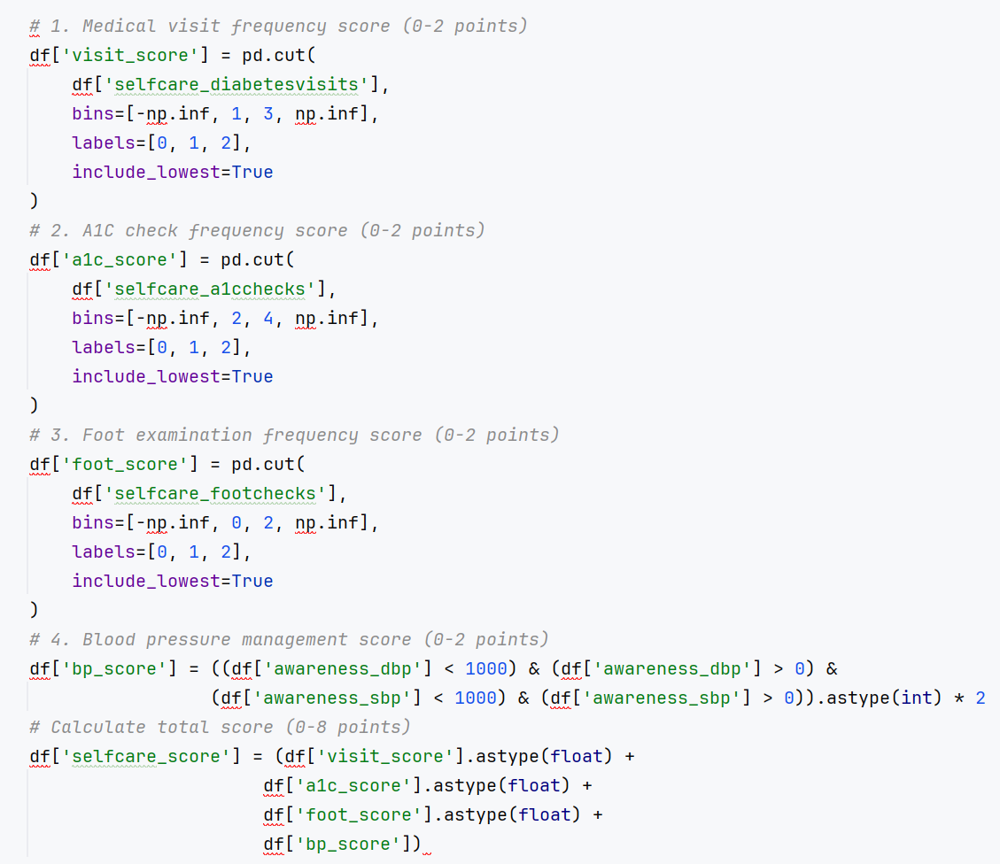 # 1. Medical visit frequency score (0-2 points)
df['visit_score'] = pd.cut(
    df['selfcare_diabetesvisits'],
    bins=[-np.inf, 1, 3, np.inf],
    labels=[0, 1, 2],
    include_lowest=True
)
# 2. A1C check frequency score (0-2 points)
df['a1c_score'] = pd.cut(
    df['selfcare_a1cchecks'],
    bins=[-np.inf, 2, 4, np.inf],
    labels=[0, 1, 2],
    include_lowest=True
)
# 3. Foot examination frequency score (0-2 points)
df['foot_score'] = pd.cut(
    df['selfcare_footchecks'],
    bins=[-np.inf, 0, 2, np.inf],
    labels=[0, 1, 2],
    include_lowest=True
)
# 4. Blood pressure management score (0-2 points)
df['bp_score'] = ((df['awareness_dbp'] < 1000) & (df['awareness_dbp'] > 0) &
                 (df['awareness_sbp'] < 1000) & (df['awareness_sbp'] > 0)).astype(int) * 2
# Calculate total score (0-8 points)
df['selfcare_score'] = (df['visit_score'].astype(float) +
                      df['a1c_score'].astype(float) +
                      df['foot_score'].astype(float) +
                      df['bp_score'])